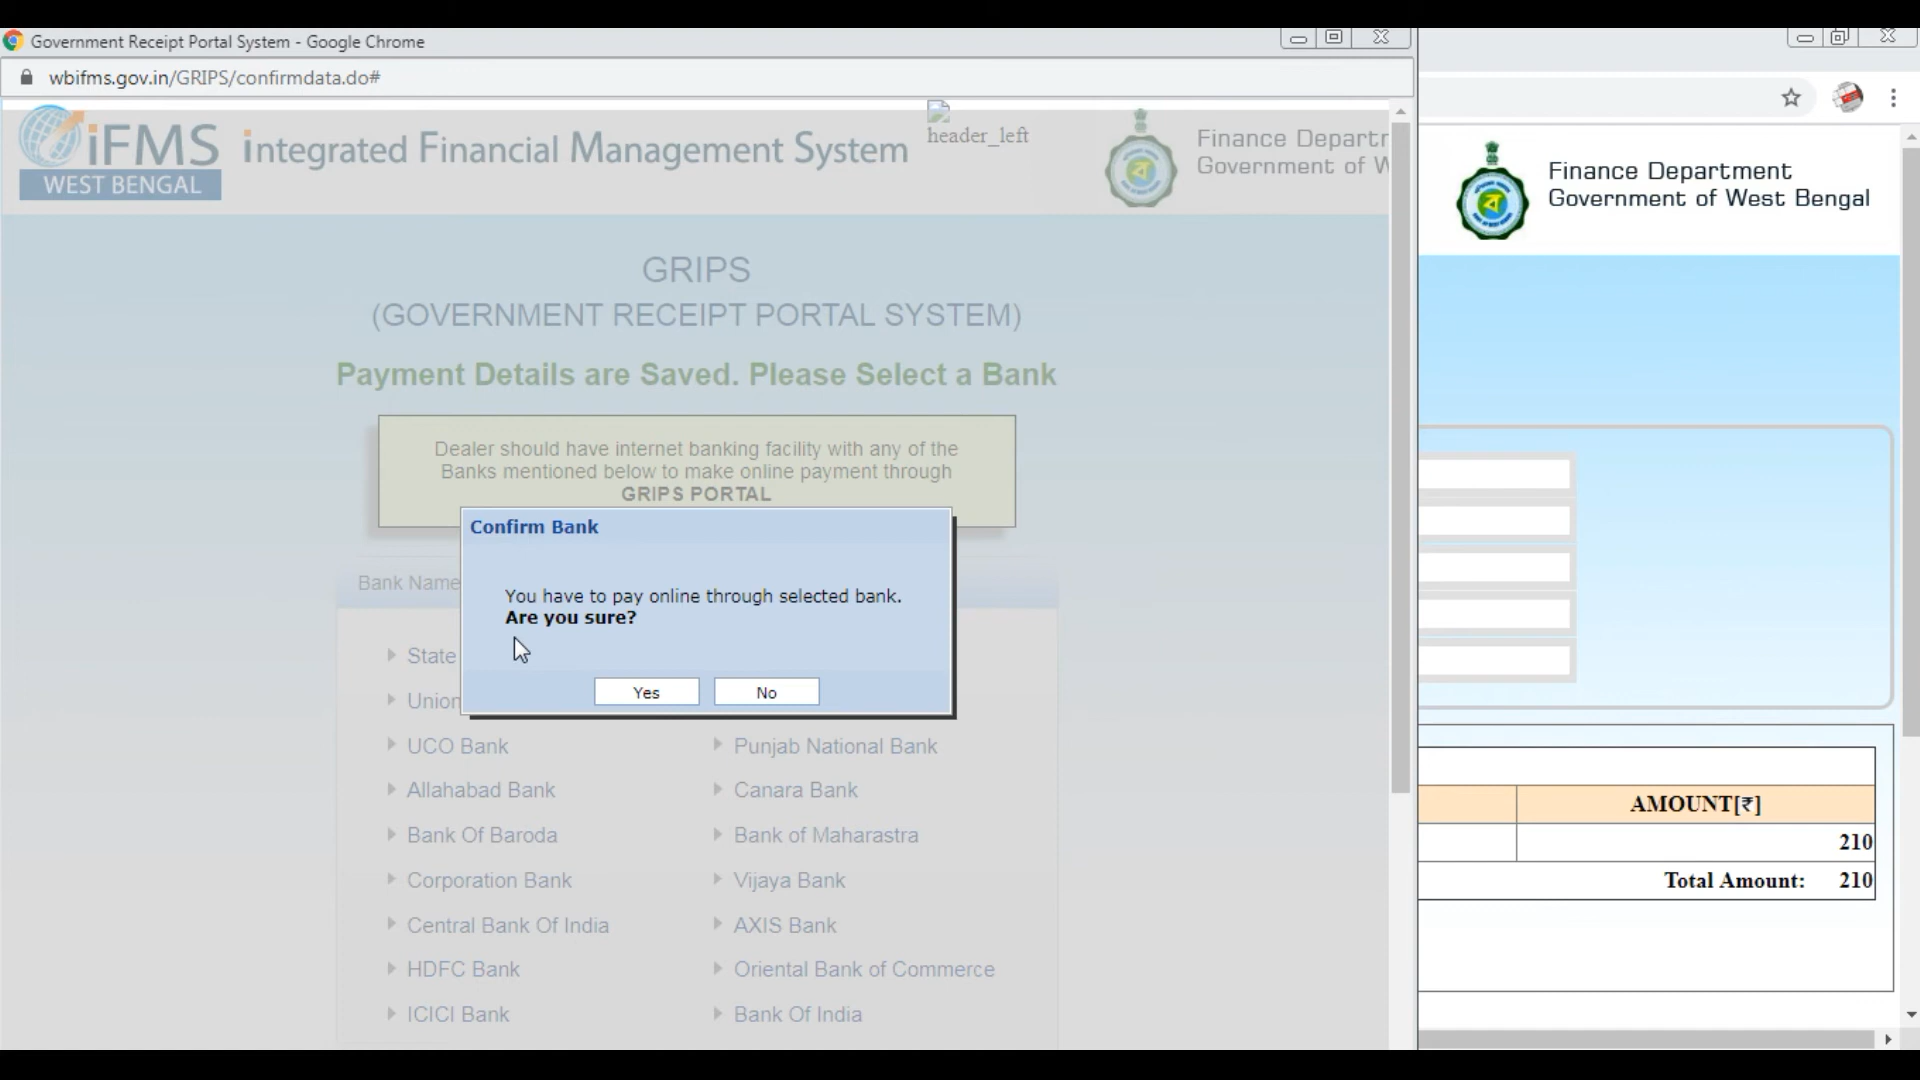 Government Receipt Portal System - Google Chrome
wbifms.gov.in/GRIPS/confirmdata.do#
iFMS
WEST BENGAL
integrated Financial Management System
header_left
Finance Departr
Government of W
GRIPS
(GOVERNMENT RECEIPT PORTAL SYSTEM)
Payment Details are Saved. Please Select a Bank
Dealer should have internet banking facility with any of the
Banks mentioned below to make online payment through
GRIPS PORTAL
Confirm Bank
You have to pay online through selected bank.
Are you sure?
Yes
No
Bank Name
State
Union
UCO Bank
Punjab National Bank
Allahabad Bank
Canara Bank
Bank Of Baroda
Bank of Maharastra
Corporation Bank
Vijaya Bank
Central Bank Of India
AXIS Bank
HDFC Bank
Oriental Bank of Commerce
ICICI Bank
Bank Of India
Finance Department
Government of West Bengal
AMOUNT[₹]
210
Total Amount: 210